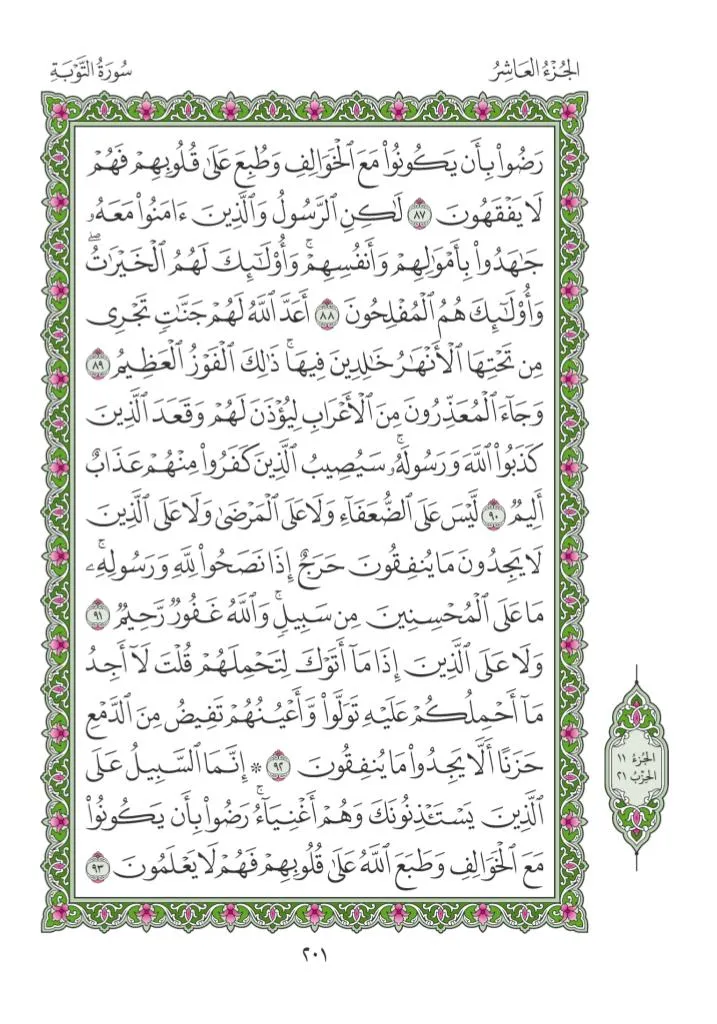 الجُزْءُ العَاشِرُ
سُورَةُ التَّوْبَةِ
رَضُوا۟ بِأَن يَكُونُوا۟ مَعَ ٱلْخَوَالِفِ وَطُبِعَ عَلَىٰ قُلُوبِهِمْ فَهُمْ
لَا يَفْقَهُونَ ٨٧ لَٰكِنِ ٱلرَّسُولُ وَٱلَّذِينَ ءَامَنُوا۟ مَعَهُۥ
جَٰهَدُوا۟ بِأَمْوَٰلِهِمْ وَأَنفُسِهِمْۚ وَأُو۟لَٰٓئِكَ لَهُمُ ٱلْخَيْرَٰتُۖ
وَأُو۟لَٰٓئِكَ هُمُ ٱلْمُفْلِحُونَ ٨٨ أَعَدَّ ٱللَّهُ لَهُمْ جَنَّٰتٍ تَجْرِى
مِن تَحْتِهَا ٱلْأَنْهَٰرُ خَٰلِدِينَ فِيهَاۚ ذَٰلِكَ ٱلْفَوْزُ ٱلْعَظِيمُ ٨٩
وَجَآءَ ٱلْمُعَذِّرُونَ مِنَ ٱلْأَعْرَابِ لِيُؤْذَنَ لَهُمْ وَقَعَدَ ٱلَّذِينَ
كَذَبُوا۟ ٱللَّهَ وَرَسُولَهُۥۚ سَيُصِيبُ ٱلَّذِينَ كَفَرُوا۟ مِنْهُمْ عَذَابٌ
أَلِيمٌ ٩٠ لَّيْسَ عَلَى ٱلضُّعَفَآءِ وَلَا عَلَى ٱلْمَرْضَىٰ وَلَا عَلَى ٱلَّذِينَ
لَا يَجِدُونَ مَا يُنفِقُونَ حَرَجٌ إِذَا نَصَحُوا۟ لِلَّهِ وَرَسُولِهِۦۚ
مَا عَلَى ٱلْمُحْسِنِينَ مِن سَبِيلٍۚ وَٱللَّهُ غَفُورٌ رَّحِيمٌ ٩١
وَلَا عَلَى ٱلَّذِينَ إِذَا مَآ أَتَوْكَ لِتَحْمِلَهُمْ قُلْتَ لَآ أَجِدُ
مَآ أَحْمِلُكُمْ عَلَيْهِ تَوَلَّوا۟ وَّأَعْيُنُهُمْ تَفِيضُ مِنَ ٱلدَّمْعِ
حَزَنًا أَلَّا يَجِدُوا۟ مَا يُنفِقُونَ ٩٢ ۞ إِنَّمَا ٱلسَّبِيلُ عَلَى
ٱلَّذِينَ يَسْتَـْٔذِنُونَكَ وَهُمْ أَغْنِيَآءُۚ رَضُوا۟ بِأَن يَكُونُوا۟
مَعَ ٱلْخَوَالِفِ وَطَبَعَ ٱللَّهُ عَلَىٰ قُلُوبِهِمْ فَهُمْ لَا يَعْلَمُونَ ٩٣
الجُزْءُ ١١
الحِزْبُ ٢١
٢٠١